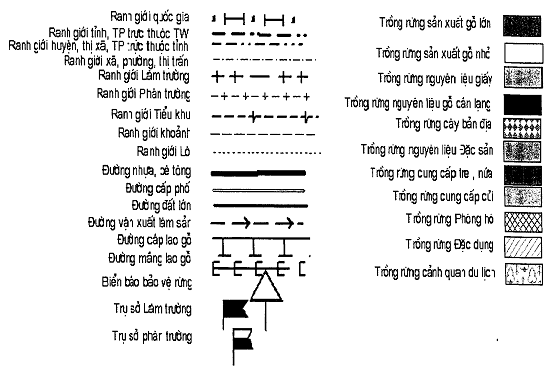 Ranh giới quốc gia
Ranh giới tỉnh, TP trực thuộc TW
Ranh giới huyện, thị xã, TP trực thuộc tỉnh
Ranh giới xã, phường, thị trấn
Ranh giới Lâm trường
Ranh giới Phân trường
Ranh giới Tiểu khu
Ranh giới khoảnh
Ranh giới Lô
Đường nhựa, bê tông
Đường cấp phố
Đường đất lớn
Đường vận xuất lâm sản
Đường cáp lao gỗ
Đường máng lao gỗ
Biển báo bảo vệ rừng
Trụ sở Lâm trường
Trụ sở phân trường
Trồng rừng sản xuất gỗ lớn
Trồng rừng sản xuất gỗ nhỏ
Trồng rừng nguyên liệu giấy
Trồng rừng nguyên liệu gỗ cán lạng
Trồng rừng cây bản địa
Trồng rừng nguyên liệu Đặc sản
Trồng rừng cung cấp tre, nứa
Trồng rừng cung cấp củi
Trồng rừng Phòng hộ
Trồng rừng Đặc dụng
Trồng rừng cảnh quan du lịch